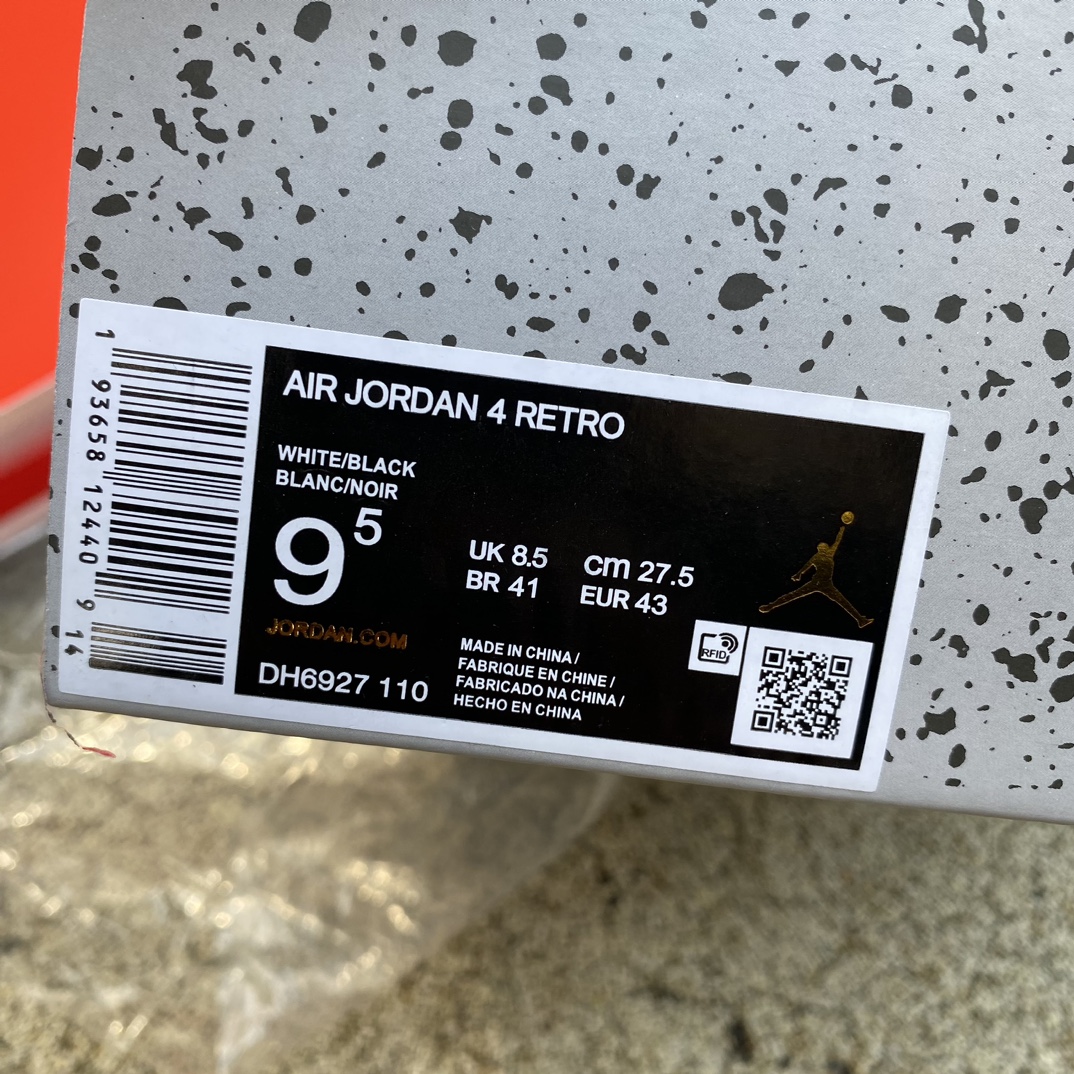 AIR JORDAN 4 RETRO
WHITE/BLACK
BLANC/NOIR
9 5
UK 8.5 cm 27.5
BR 41 EUR 43
JORDAN.COM
DH6927 110
MADE IN CHINA /
FABRIQUE EN CHINE /
FABRICADO NA CHINA /
HECHO EN CHINA
RFID
1 93658 12440 9 14